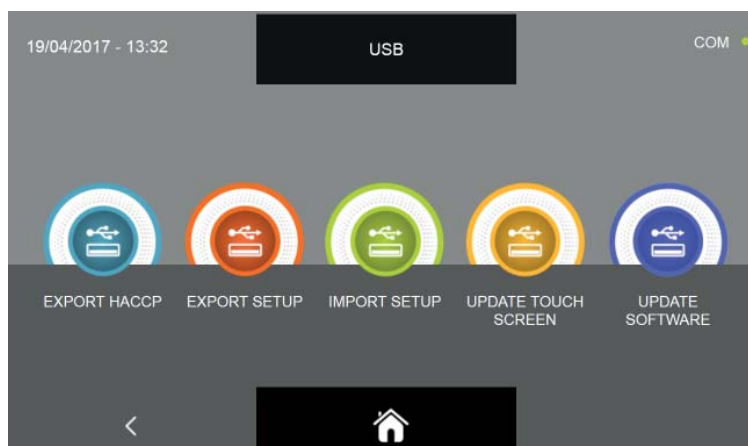 19/04/2017 - 13:32
USB
COM
EXPORT HACCP
EXPORT SETUP
IMPORT SETUP
UPDATE TOUCH
SCREEN
UPDATE
SOFTWARE